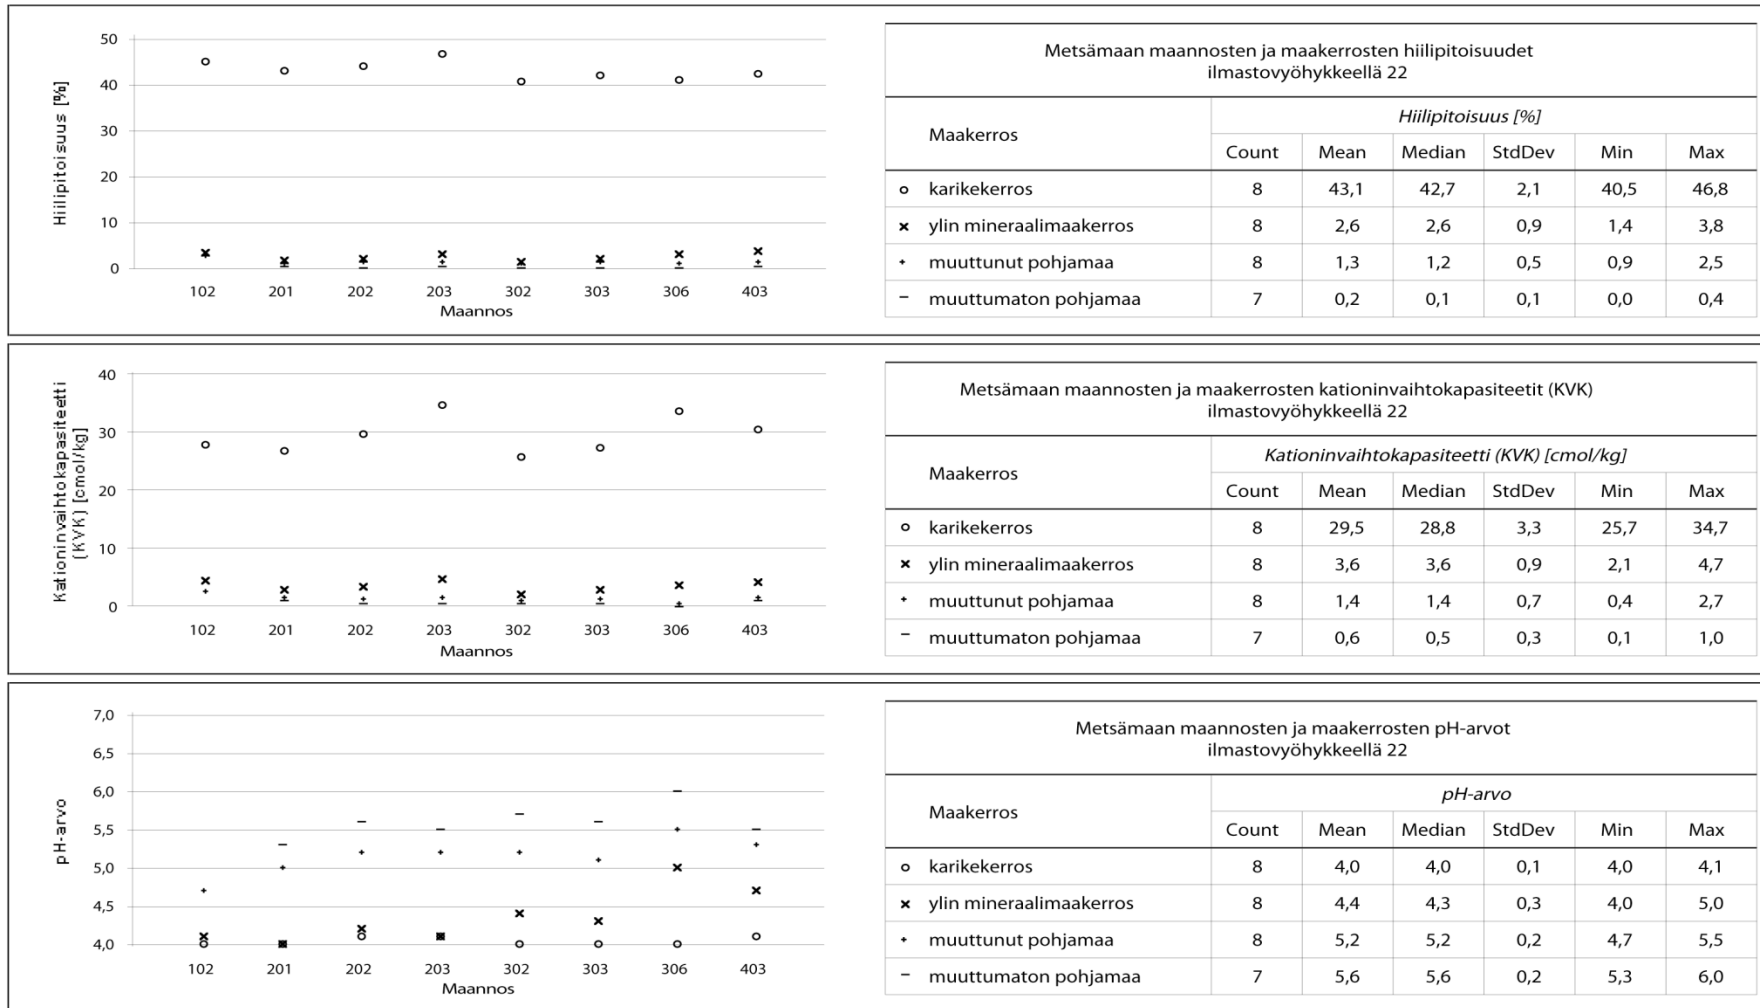 Hiilipitoisuus [%]
50
40
30
20
10
0
102 201 202 203 302 303 306 403
Maannos
Metsämaan maannosten ja maakerrosten hiilipitoisuudet
ilmastovyöhykkeellä 22
Maakerros
Hiilipitoisuus [%]
Count Mean Median StdDev Min Max
karikekerros 8 43,1 42,7 2,1 40,5 46,8
ylin mineraalimaakerros 8 2,6 2,6 0,9 1,4 3,8
muuttunut pohjamaa 8 1,3 1,2 0,5 0,9 2,5
muuttumaton pohjamaa 7 0,2 0,1 0,1 0,0 0,4
Kationinvaihtokapasiteetti
(KVK) [cmol/kg]
40
30
20
10
0
102 201 202 203 302 303 306 403
Maannos
Metsämaan maannosten ja maakerrosten kationinvaihtokapasiteetit (KVK)
ilmastovyöhykkeellä 22
Maakerros
Kationinvaihtokapasiteetti (KVK) [cmol/kg]
Count Mean Median StdDev Min Max
karikekerros 8 29,5 28,8 3,3 25,7 34,7
ylin mineraalimaakerros 8 3,6 3,6 0,9 2,1 4,7
muuttunut pohjamaa 8 1,4 1,4 0,7 0,4 2,7
muuttumaton pohjamaa 7 0,6 0,5 0,3 0,1 1,0
pH-arvo
7,0
6,5
6,0
5,5
5,0
4,5
4,0
102 201 202 203 302 303 306 403
Maannos
Metsämaan maannosten ja maakerrosten pH-arvot
ilmastovyöhykkeellä 22
Maakerros
pH-arvo
Count Mean Median StdDev Min Max
karikekerros 8 4,0 4,0 0,1 4,0 4,1
ylin mineraalimaakerros 8 4,4 4,3 0,3 4,0 5,0
muuttunut pohjamaa 8 5,2 5,2 0,2 4,7 5,5
muuttumaton pohjamaa 7 5,6 5,6 0,2 5,3 6,0